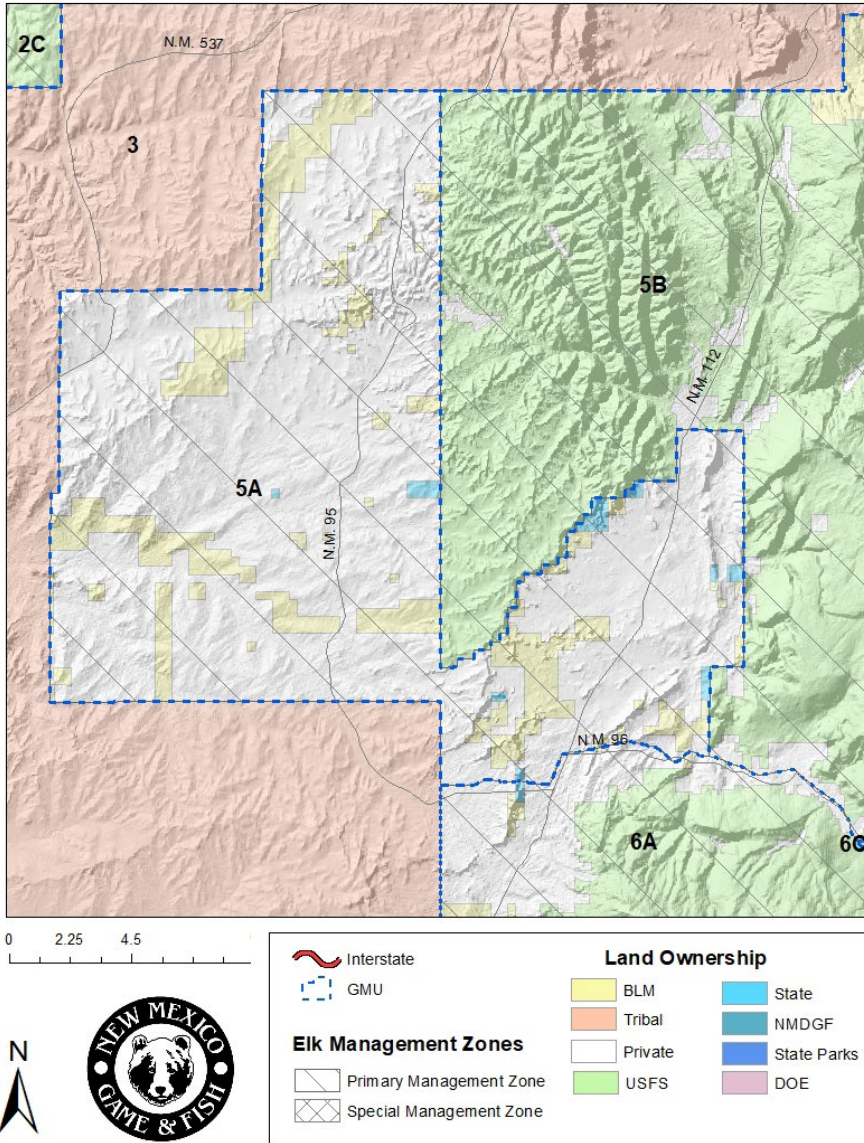 2C
N.M. 537
3
5B
N.M. 112
5A
N.M. 95
N.M. 96
6A
6C
0 2.25 4.5
Interstate
GMU
Elk Management Zones
Primary Management Zone
Special Management Zone
Land Ownership
BLM
Tribal
Private
USFS
State
NMDGF
State Parks
DOE
N
NEW MEXICO
GAME & FISH